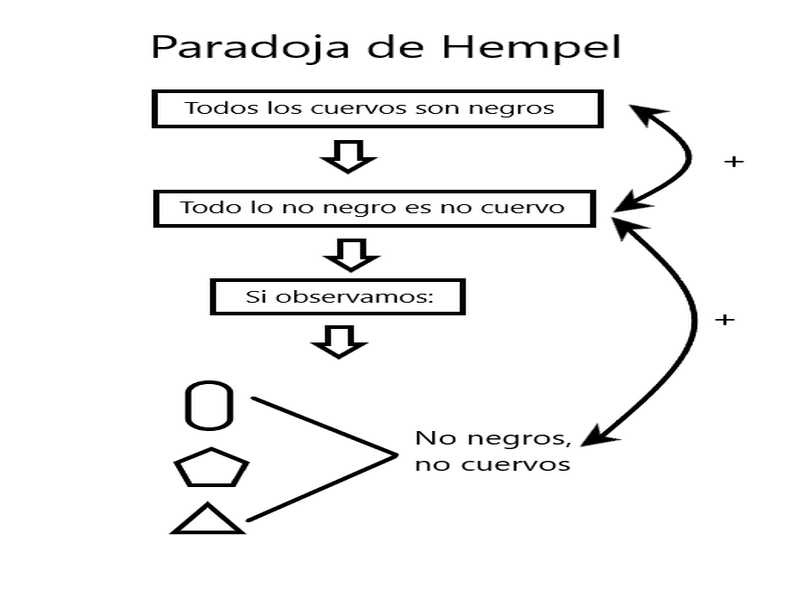 Paradoja de Hempel
Todos los cuervos son negros
+
Todo lo no negro es no cuervo
Si observamos:
+
No negros,
no cuervos